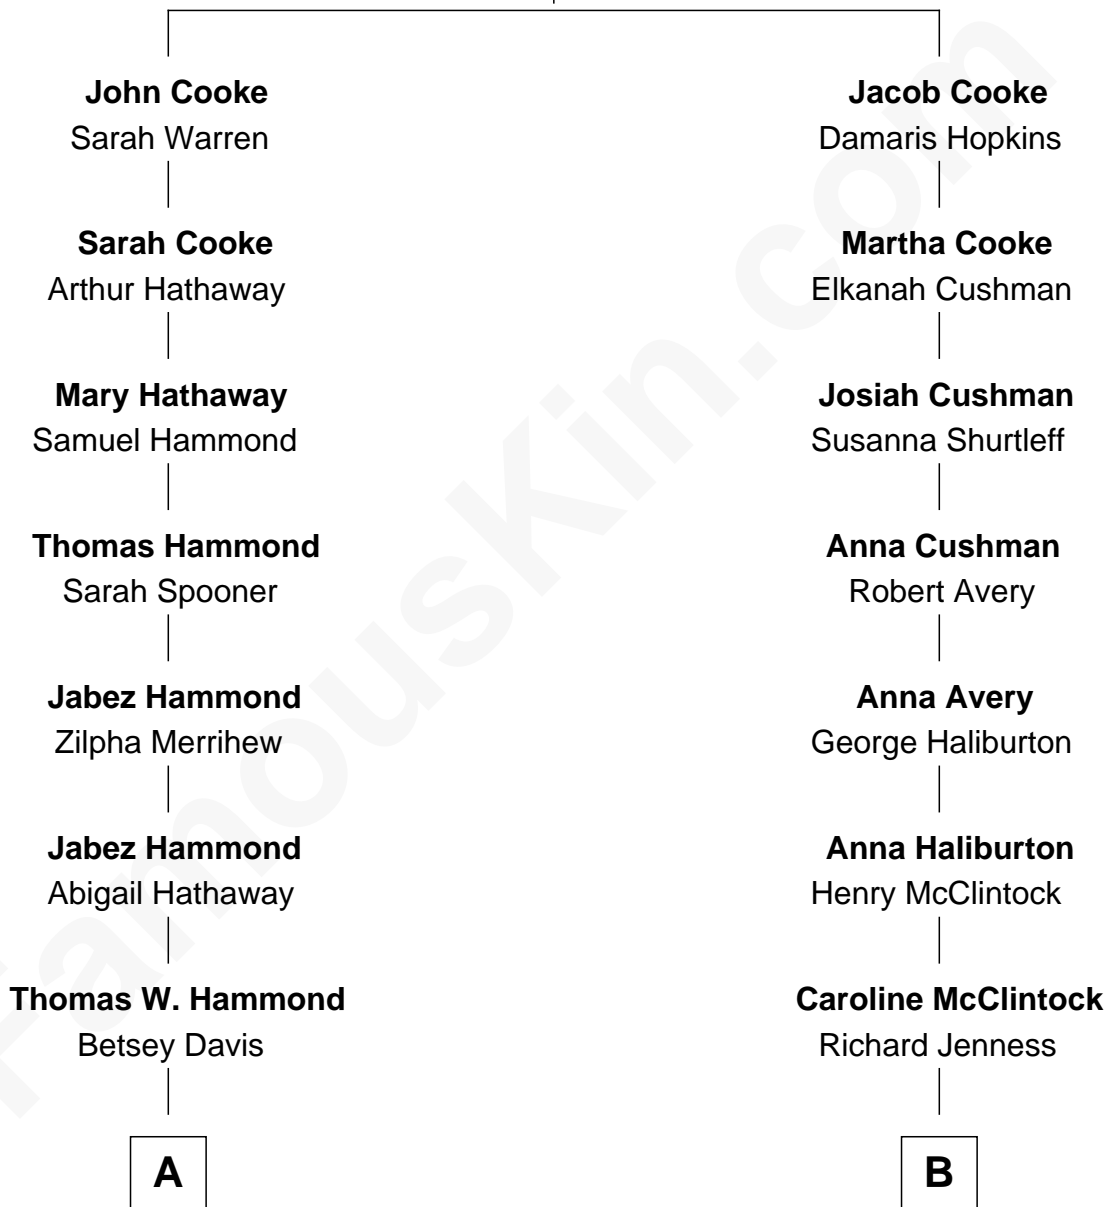 John Cooke
Sarah Warren
Sarah Cooke
Arthur Hathaway
Mary Hathaway
Samuel Hammond
Thomas Hammond
Sarah Spooner
Jabez Hammond
Zilpha Merrihew
Jabez Hammond
Abigail Hathaway
Thomas W. Hammond
Betsey Davis
A
Jacob Cooke
Damaris Hopkins
Martha Cooke
Elkanah Cushman
Josiah Cushman
Susanna Shurtleff
Anna Cushman
Robert Avery
Anna Avery
George Haliburton
Anna Haliburton
Henry McClintock
Caroline McClintock
Richard Jenness
B
FamousKin.com